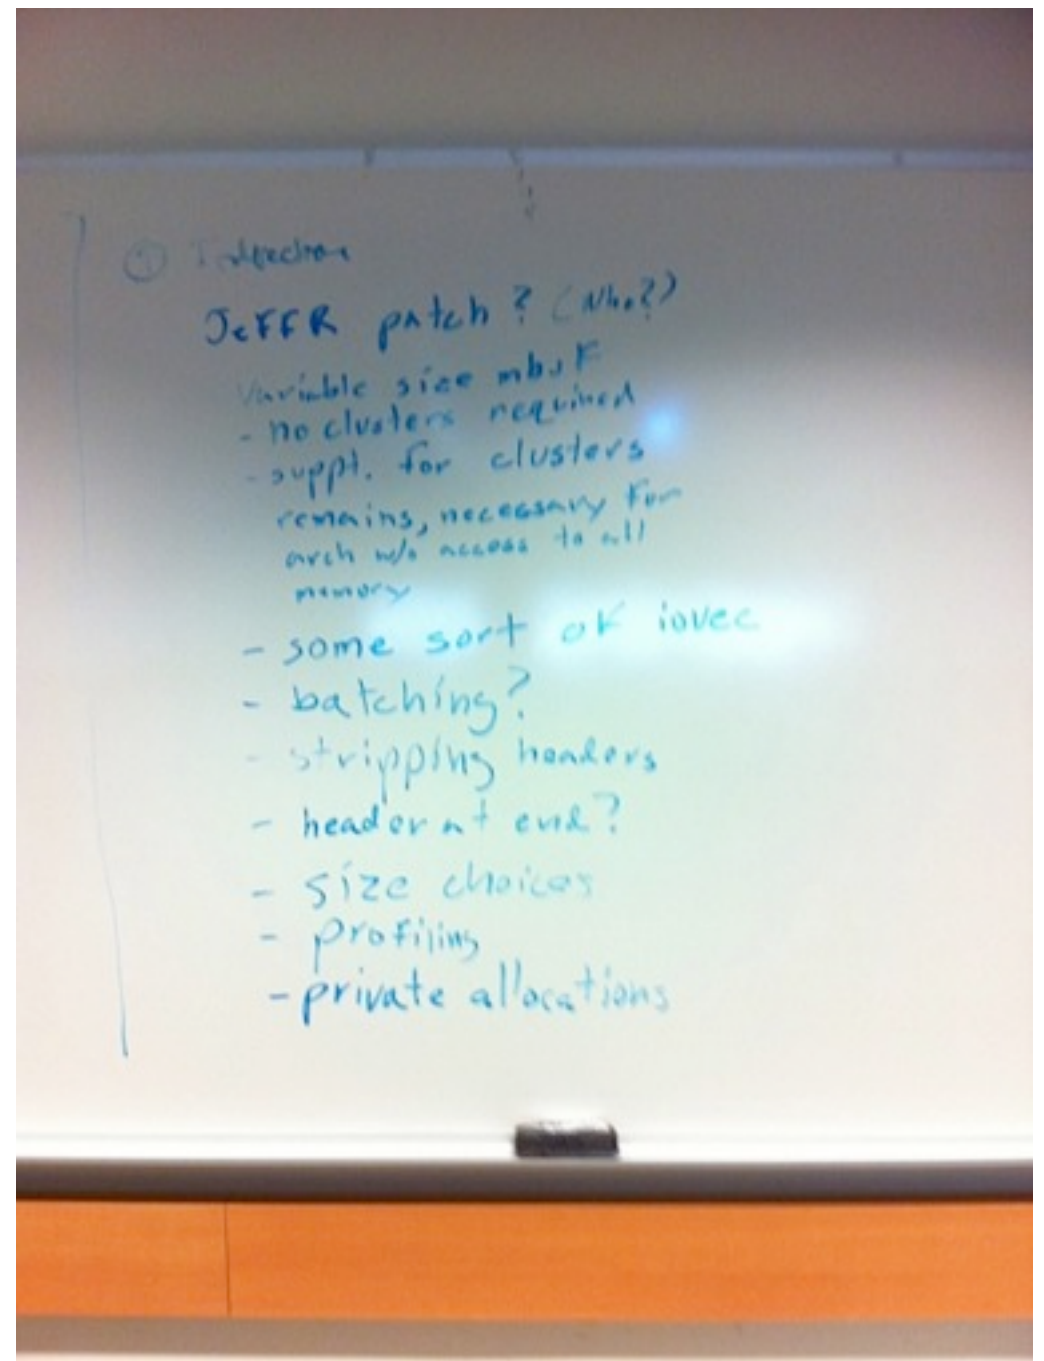 ①
JeFFR patch? (Who?)
Variable size mbuf
- no clusters required
- suppt. for clusters
remains, necessary for
arch w/o access to all
memory
- some sort of iovec
- batching?
- stripping headers
- header at end?
- size choices
- profiling
- private allocations